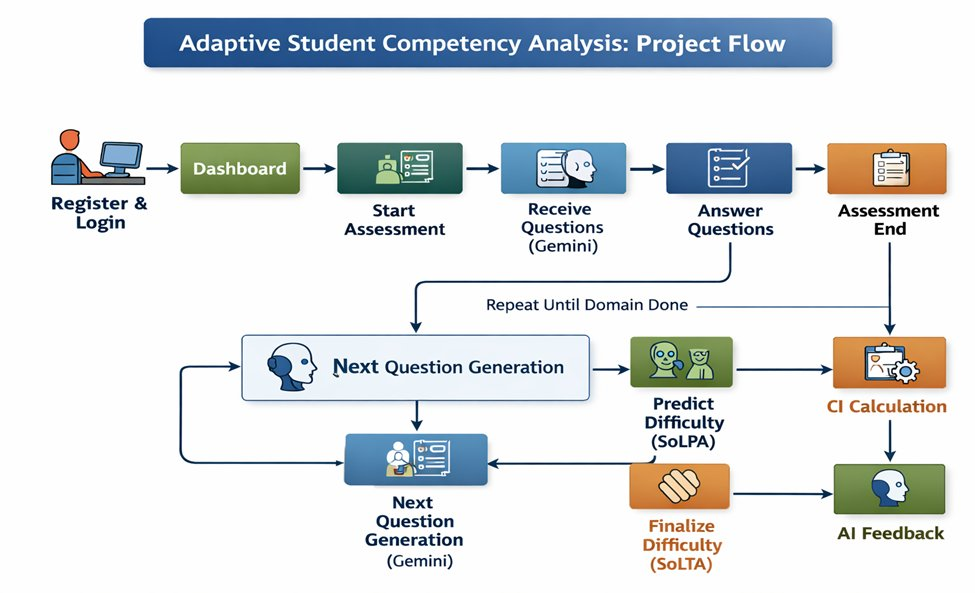 Adaptive Student Competency Analysis: Project Flow
Register &
Login
Dashboard
Start
Assessment
Receive
Questions
(Gemini)
Answer
Questions
Assessment
End
Repeat Until Domain Done
Next Question Generation
Predict
Difficulty
(SoLPA)
CI Calculation
Next
Question
Generation
(Gemini)
Finalize
Difficulty
(SoLTA)
AI Feedback